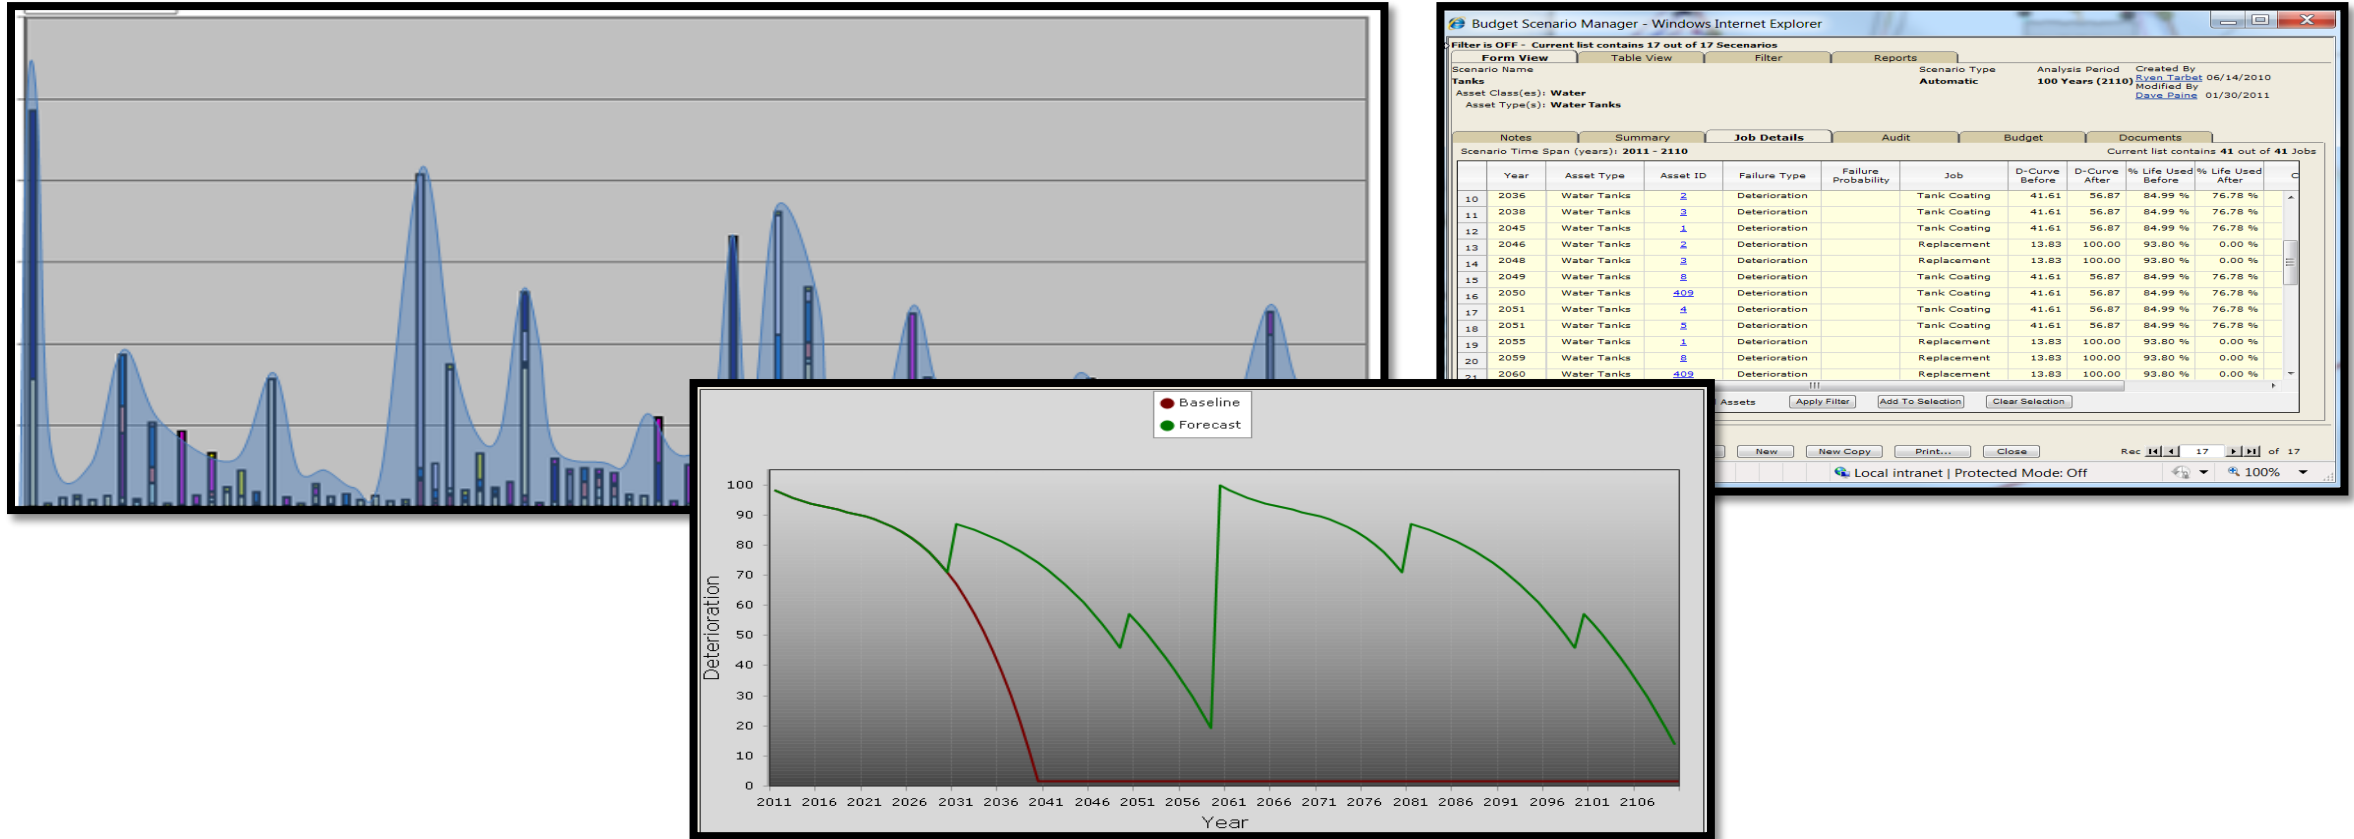 Budget Scenario Manager - Windows Internet Explorer
Filter is OFF - Current list contains 17 out of 17 Secenarios
Form View Table View Filter Reports
Scenario Name Scenario Type Analysis Period Created By
Tanks Automatic 100 Years (2110) Ryen Tarbet 06/14/2010
Modified By
Asset Class(es): Water Dave Paine 01/30/2011
Asset Type(s): Water Tanks
Notes Summary Job Details Audit Budget Documents
Scenario Time Span (years): 2011 - 2110 Current list contains 41 out of 41 Jobs
Year Asset Type Asset ID Failure Type Failure Probability Job D-Curve Before D-Curve After % Life Used Before % Life Used After C
10 2036 Water Tanks 2 Deterioration Tank Coating 41.61 56.87 84.99 % 76.78 %
11 2038 Water Tanks 3 Deterioration Tank Coating 41.61 56.87 84.99 % 76.78 %
12 2045 Water Tanks 1 Deterioration Tank Coating 41.61 56.87 84.99 % 76.78 %
13 2046 Water Tanks 2 Deterioration Replacement 13.83 100.00 93.80 % 0.00 %
14 2048 Water Tanks 3 Deterioration Replacement 13.83 100.00 93.80 % 0.00 %
15 2049 Water Tanks 8 Deterioration Tank Coating 41.61 56.87 84.99 % 76.78 %
16 2050 Water Tanks 409 Deterioration Tank Coating 41.61 56.87 84.99 % 76.78 %
17 2051 Water Tanks 4 Deterioration Tank Coating 41.61 56.87 84.99 % 76.78 %
18 2051 Water Tanks 5 Deterioration Tank Coating 41.61 56.87 84.99 % 76.78 %
19 2055 Water Tanks 1 Deterioration Replacement 13.83 100.00 93.80 % 0.00 %
20 2059 Water Tanks 8 Deterioration Replacement 13.83 100.00 93.80 % 0.00 %
21 2060 Water Tanks 409 Deterioration Replacement 13.83 100.00 93.80 % 0.00 %
Assets Apply Filter Add To Selection Clear Selection
New New Copy Print... Close Rec 17 of 17
Local intranet | Protected Mode: Off 100%
Baseline
Forecast
100
90
80
70
60
50
40
30
20
10
0
Deterioration
2011 2016 2021 2026 2031 2036 2041 2046 2051 2056 2061 2066 2071 2076 2081 2086 2091 2096 2101 2106
Year